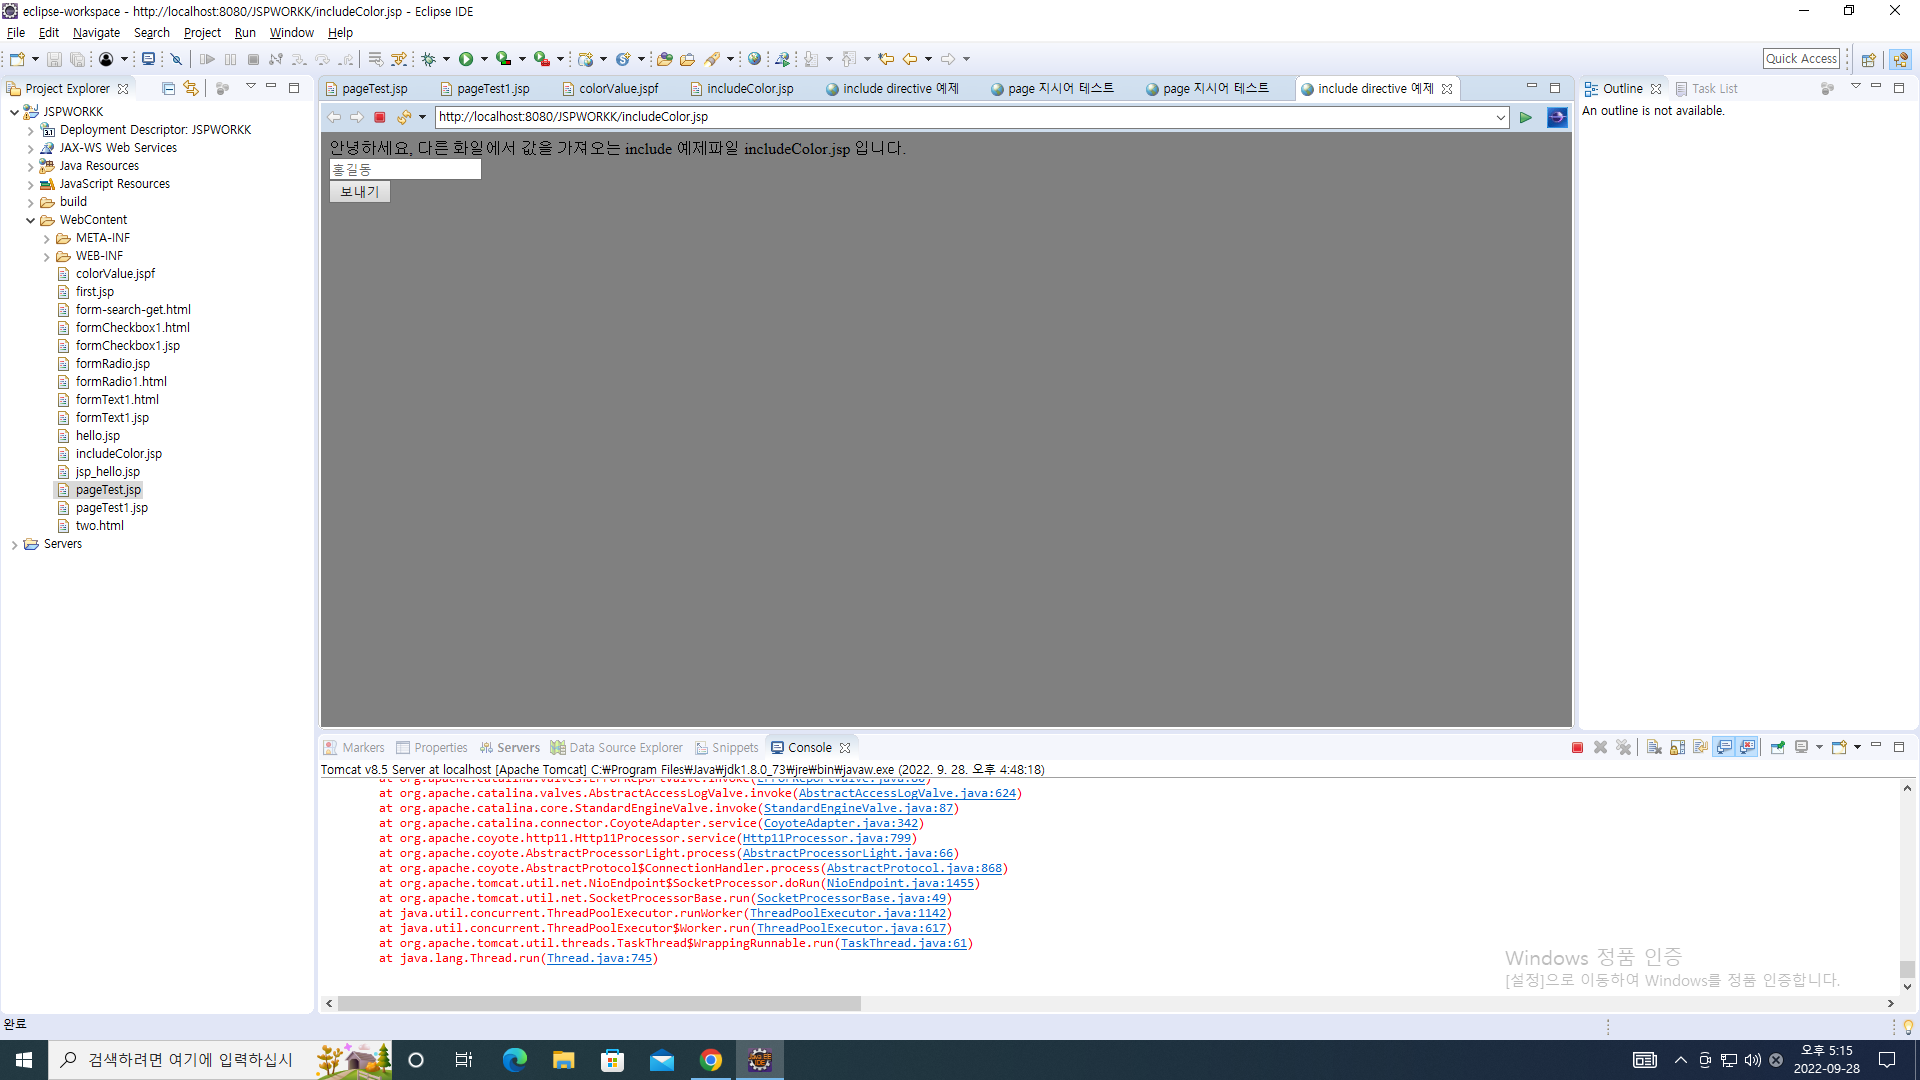 eclipse-workspace - http://localhost:8080/JSPWORKK/includeColor.jsp - Eclipse IDE
File Edit Navigate Search Project Run Window Help
Quick Access
Project Explorer
JSPWORKK
Deployment Descriptor: JSPWORKK
JAX-WS Web Services
Java Resources
JavaScript Resources
build
WebContent
META-INF
WEB-INF
colorValue.jspf
first.jsp
form-search-get.html
formCheckbox1.html
formCheckbox1.jsp
formRadio.jsp
formRadio1.html
formText1.html
formText1.jsp
hello.jsp
includeColor.jsp
jsp_hello.jsp
pageTest.jsp
pageTest1.jsp
two.html
Servers
pageTest.jsp pageTest1.jsp colorValue.jspf includeColor.jsp include directive 예제 page 지시어 테스트 page 지시어 테스트 include directive 예제
http://localhost:8080/JSPWORKK/includeColor.jsp
안녕하세요, 다른 화일에서 값을 가져오는 include 예제파일 includeColor.jsp 입니다.
홍길동
보내기
Outline Task List
An outline is not available.
Markers Properties Servers Data Source Explorer Snippets Console
Tomcat v8.5 Server at localhost [Apache Tomcat] C:₩Program Files₩Java₩jdk1.8.0_73₩jre₩bin₩javaw.exe (2022. 9. 28. 오후 4:48:18)
at org.apache.catalina.valves.ErrorReportValve.invoke(ErrorReportValve.java:80)
at org.apache.catalina.valves.AbstractAccessLogValve.invoke(AbstractAccessLogValve.java:624)
at org.apache.catalina.core.StandardEngineValve.invoke(StandardEngineValve.java:87)
at org.apache.catalina.connector.CoyoteAdapter.service(CoyoteAdapter.java:342)
at org.apache.coyote.http11.Http11Processor.service(Http11Processor.java:799)
at org.apache.coyote.AbstractProcessorLight.process(AbstractProcessorLight.java:66)
at org.apache.coyote.AbstractProtocol$ConnectionHandler.process(AbstractProtocol.java:868)
at org.apache.tomcat.util.net.NioEndpoint$SocketProcessor.doRun(NioEndpoint.java:1455)
at org.apache.tomcat.util.net.SocketProcessorBase.run(SocketProcessorBase.java:49)
at java.util.concurrent.ThreadPoolExecutor.runWorker(ThreadPoolExecutor.java:1142)
at java.util.concurrent.ThreadPoolExecutor$Worker.run(ThreadPoolExecutor.java:617)
at org.apache.tomcat.util.threads.TaskThread$WrappingRunnable.run(TaskThread.java:61)
at java.lang.Thread.run(Thread.java:745)
Windows 정품 인증
[설정]으로 이동하여 Windows를 정품 인증합니다.
완료
검색하려면 여기에 입력하십시
오후 5:15
2022-09-28